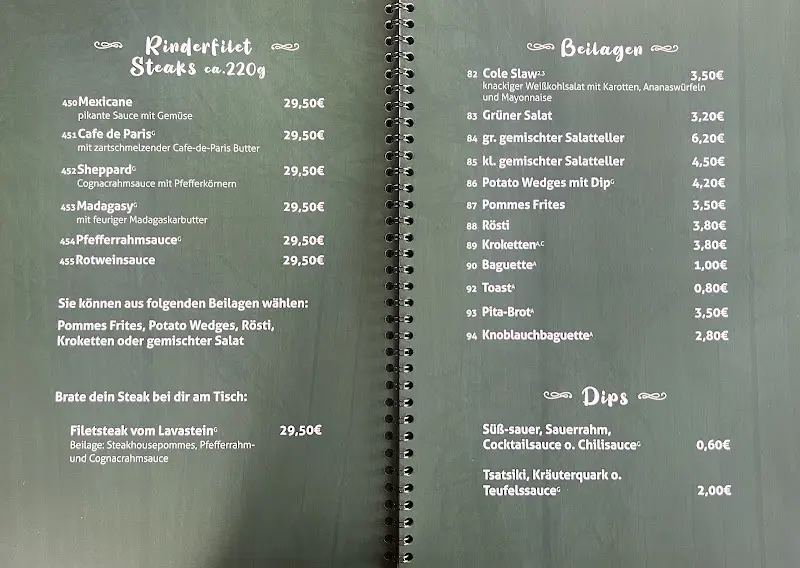 Rinderfilet
Steaks ca.220g
450 Mexicane 29,50€
pikante Sauce mit Gemüse
451 Cafe de Paris G 29,50€
mit zartschmelzender Cafe-de-Paris Butter
452 Sheppard G 29,50€
Cognacrahmsauce mit Pfefferkörnern
453 Madagasy G 29,50€
mit feuriger Madagaskarbutter
454 Pfefferrahmsauce G 29,50€
455 Rotweinsauce 29,50€
Sie können aus folgenden Beilagen wählen:
Pommes Frites, Potato Wedges, Rösti,
Kroketten oder gemischter Salat
Brate dein Steak bei dir am Tisch:
Filetsteak vom Lavastein G 29,50€
Beilage: Steakhousepommes, Pfefferrahm-
und Cognacrahmsauce
Beilagen
82 Cole Slaw 2,3 3,50€
knackiger Weißkohlsalat mit Karotten, Ananaswürfeln
und Mayonnaise
83 Grüner Salat 3,20€
84 gr. gemischter Salatteller 6,20€
85 kl. gemischter Salatteller 4,50€
86 Potato Wedges mit Dip G 4,20€
87 Pommes Frites 3,50€
88 Rösti 3,80€
89 Kroketten A,C 3,80€
90 Baguette A 1,00€
92 Toast A 0,80€
93 Pita-Brot A 3,50€
94 Knoblauchbaguette A 2,80€
Dips
Süß-sauer, Sauerrahm,
Cocktailsauce o. Chilisauce G 0,60€
Tsatsiki, Kräuterquark o.
Teufelssauce G 2,00€